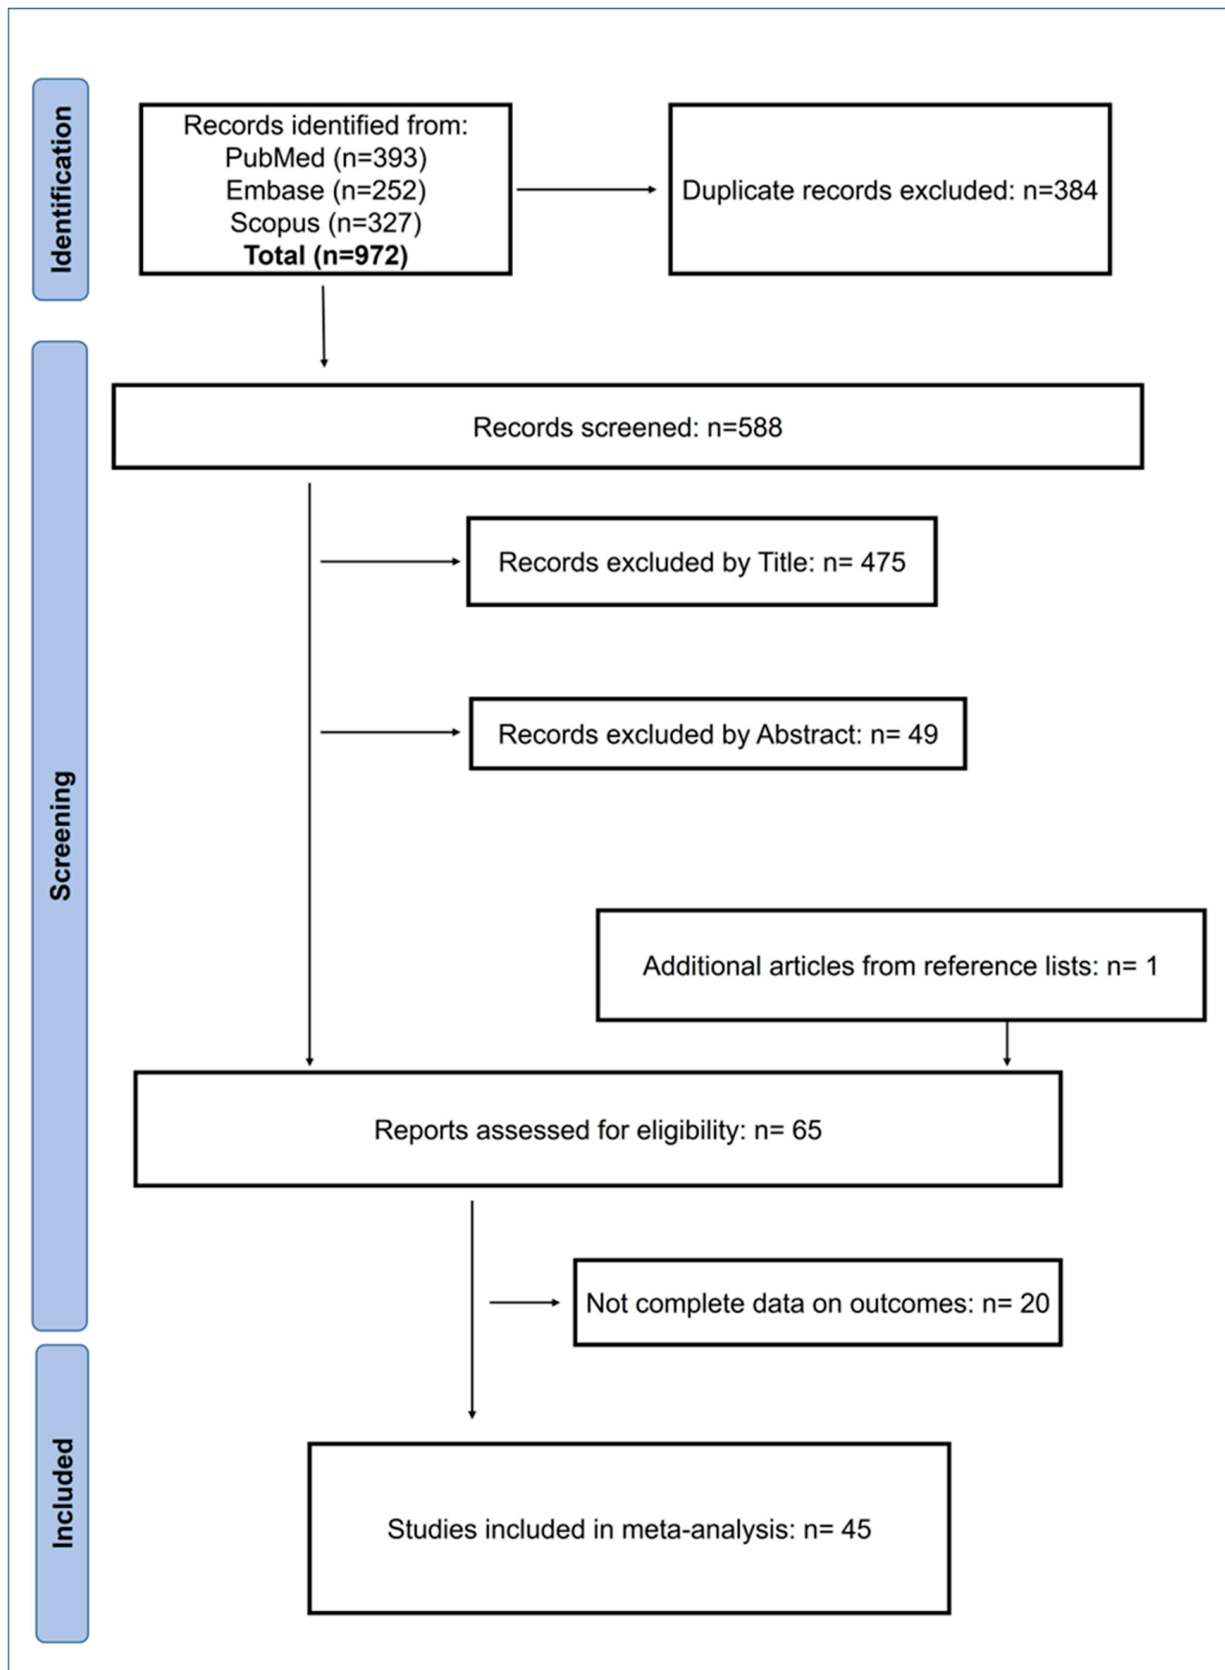 Identification
Records identified from:
PubMed (n=393)
Embase (n=252)
Scopus (n=327)
Total (n=972)
Duplicate records excluded: n=384
Screening
Records screened: n=588
Records excluded by Title: n= 475
Records excluded by Abstract: n= 49
Additional articles from reference lists: n= 1
Reports assessed for eligibility: n= 65
Not complete data on outcomes: n= 20
Included
Studies included in meta-analysis: n= 45